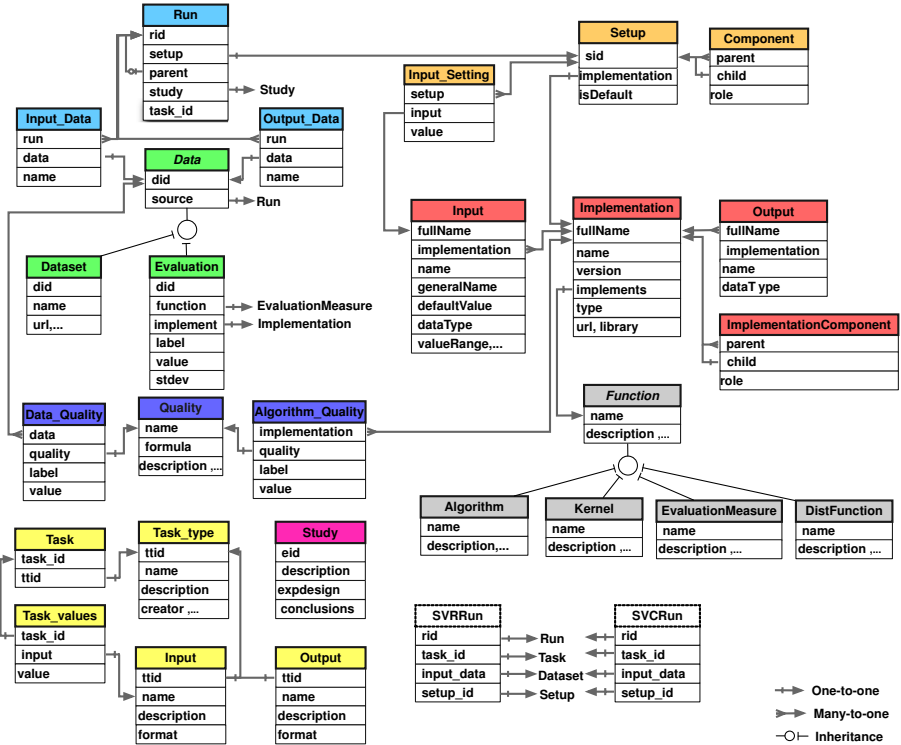 Run
rid
setup
parent
study
task_id
Study
Setup
sid
implementation
isDefault
Component
parent
child
role
Input_Setting
setup
input
value
Input_Data
run
data
name
Output_Data
run
data
name
Data
did
source
Run
Dataset
did
name
url,...
Evaluation
did
function
implement
label
value
stdev
EvaluationMeasure
Implementation
Input
fullName
implementation
name
generalName
defaultValue
dataType
valueRange,...
Implementation
fullName
name
version
implements
type
url, library
Output
fullName
implementation
name
dataT ype
ImplementationComponent
parent
child
role
Function
name
description ,...
Data_Quality
data
quality
label
value
Quality
name
formula
description ,...
Algorithm_Quality
implementation
quality
label
value
Algorithm
name
description,...
Kernel
name
description ,...
EvaluationMeasure
name
description ,...
DistFunction
name
description ,...
Task
task_id
ttid
Task_type
ttid
name
description
creator ,...
Study
eid
description
expdesign
conclusions
Task_values
task_id
input
value
Input
ttid
name
description
format
Output
ttid
name
description
format
SVRRun
rid
task_id
input_data
setup_id
Run
Task
Dataset
Setup
SVCRun
rid
task_id
input_data
setup_id
One-to-one
Many-to-one
Inheritance